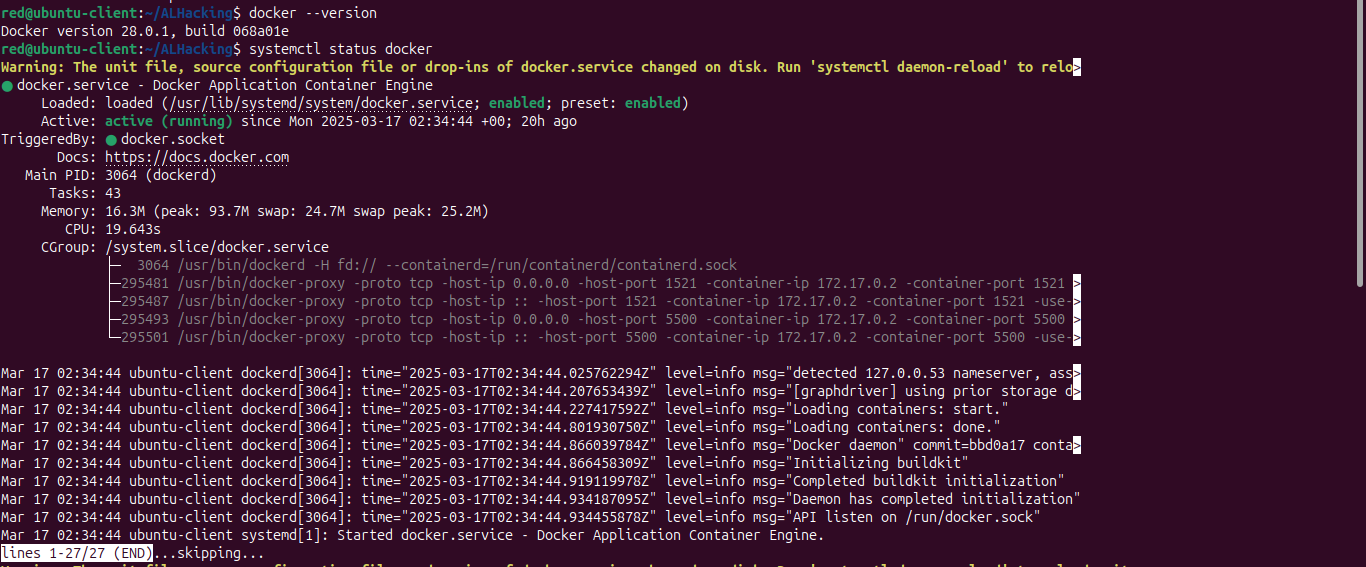 red@ubuntu-client:~/ALHacking$ docker --version
Docker version 28.0.1, build 068a01e
red@ubuntu-client:~/ALHacking$ systemctl status docker
Warning: The unit file, source configuration file or drop-ins of docker.service changed on disk. Run 'systemctl daemon-reload' to relo>
● docker.service - Docker Application Container Engine
Loaded: loaded (/usr/lib/systemd/system/docker.service; enabled; preset: enabled)
Active: active (running) since Mon 2025-03-17 02:34:44 +00; 20h ago
TriggeredBy: ● docker.socket
Docs: https://docs.docker.com
Main PID: 3064 (dockerd)
Tasks: 43
Memory: 16.3M (peak: 93.7M swap: 24.7M swap peak: 25.2M)
CPU: 19.643s
CGroup: /system.slice/docker.service
├─ 3064 /usr/bin/dockerd -H fd:// --containerd=/run/containerd/containerd.sock
├─295481 /usr/bin/docker-proxy -proto tcp -host-ip 0.0.0.0 -host-port 1521 -container-ip 172.17.0.2 -container-port 1521 >
├─295487 /usr/bin/docker-proxy -proto tcp -host-ip :: -host-port 1521 -container-ip 172.17.0.2 -container-port 1521 -use->
├─295493 /usr/bin/docker-proxy -proto tcp -host-ip 0.0.0.0 -host-port 5500 -container-ip 172.17.0.2 -container-port 5500 >
└─295501 /usr/bin/docker-proxy -proto tcp -host-ip :: -host-port 5500 -container-ip 172.17.0.2 -container-port 5500 -use->
Mar 17 02:34:44 ubuntu-client dockerd[3064]: time="2025-03-17T02:34:44.025762294Z" level=info msg="detected 127.0.0.53 nameserver, ass>
Mar 17 02:34:44 ubuntu-client dockerd[3064]: time="2025-03-17T02:34:44.207653439Z" level=info msg="[graphdriver] using prior storage d>
Mar 17 02:34:44 ubuntu-client dockerd[3064]: time="2025-03-17T02:34:44.227417592Z" level=info msg="Loading containers: start."
Mar 17 02:34:44 ubuntu-client dockerd[3064]: time="2025-03-17T02:34:44.801930750Z" level=info msg="Loading containers: done."
Mar 17 02:34:44 ubuntu-client dockerd[3064]: time="2025-03-17T02:34:44.866039784Z" level=info msg="Docker daemon" commit=bbd0a17 conta>
Mar 17 02:34:44 ubuntu-client dockerd[3064]: time="2025-03-17T02:34:44.866458309Z" level=info msg="Initializing buildkit"
Mar 17 02:34:44 ubuntu-client dockerd[3064]: time="2025-03-17T02:34:44.919119978Z" level=info msg="Completed buildkit initialization"
Mar 17 02:34:44 ubuntu-client dockerd[3064]: time="2025-03-17T02:34:44.934187095Z" level=info msg="Daemon has completed initialization"
Mar 17 02:34:44 ubuntu-client dockerd[3064]: time="2025-03-17T02:34:44.934455878Z" level=info msg="API listen on /run/docker.sock"
Mar 17 02:34:44 ubuntu-client systemd[1]: Started docker.service - Docker Application Container Engine.
lines 1-27/27 (END)...skipping...